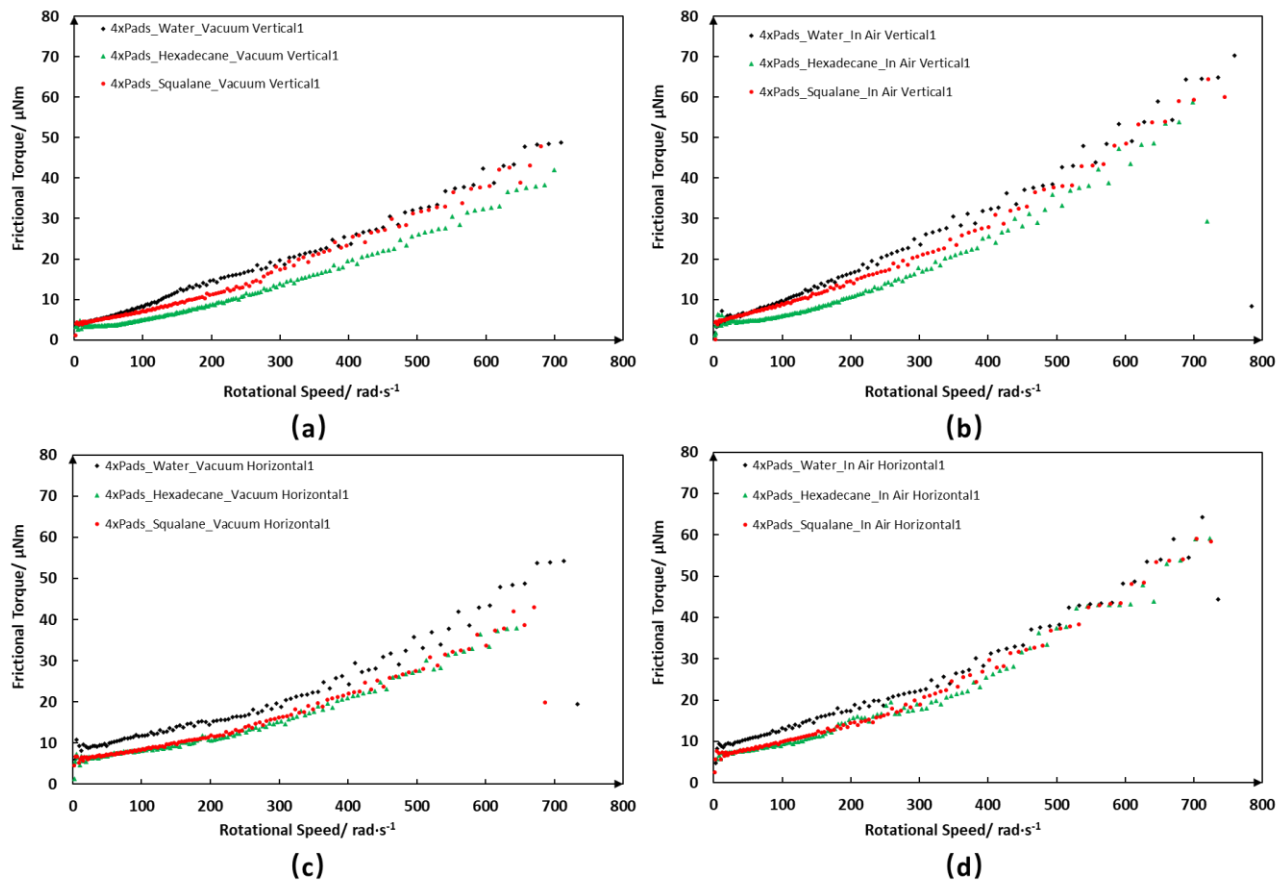 80
70
60
50
40
30
20
10
0
Frictional Torque/ μNm
4xPads_Water_Vacuum Vertical1
4xPads_Hexadecane_Vacuum Vertical1
4xPads_Squalane_Vacuum Vertical1
0 100 200 300 400 500 600 700 800
Rotational Speed/ rad·s⁻¹
(a)
80
70
60
50
40
30
20
10
0
Frictional Torque/ μNm
4xPads_Water_In Air Vertical1
4xPads_Hexadecane_In Air Vertical1
4xPads_Squalane_In Air Vertical1
0 100 200 300 400 500 600 700 800
Rotational Speed/ rad·s⁻¹
(b)
80
70
60
50
40
30
20
10
0
Frictional Torque/ μNm
4xPads_Water_Vacuum Horizontal1
4xPads_Hexadecane_Vacuum Horizontal1
4xPads_Squalane_Vacuum Horizontal1
0 100 200 300 400 500 600 700 800
Rotational Speed/ rad·s⁻¹
(c)
80
70
60
50
40
30
20
10
0
Frictional Torque/ μNm
4xPads_Water_In Air Horizontal1
4xPads_Hexadecane_In Air Horizontal1
4xPads_Squalane_In Air Horizontal1
0 100 200 300 400 500 600 700 800
Rotational Speed/ rad·s⁻¹
(d)